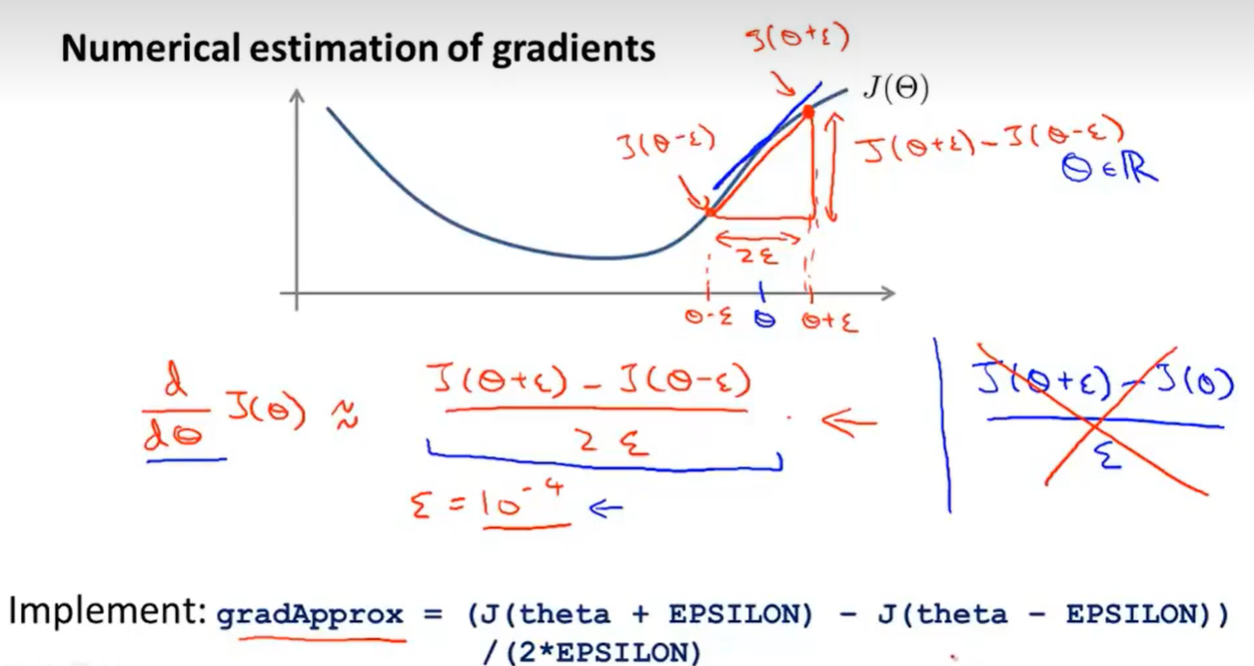 Numerical estimation of gradients
J(θ+ε)
J(Θ)
J(θ-ε)
J(θ+ε) - J(θ-ε)
θ ∈ ℝ
2ε
θ-ε θ θ+ε
d/dθ J(θ) ≈ (J(θ+ε) - J(θ-ε)) / 2ε
J(θ+ε) - J(θ) / ε
ε = 10^-4
Implement: gradApprox = (J(theta + EPSILON) - J(theta - EPSILON))
/(2*EPSILON)